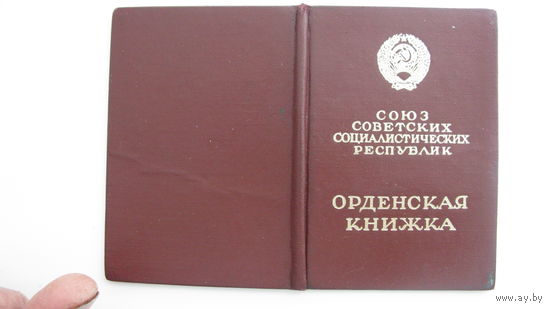 СОЮЗ
СОВЕТСКИХ
СОЦИАЛИСТИЧЕСКИХ
РЕСПУБЛИК
ОРДЕНСКАЯ
КНИЖКА
www.ay.by